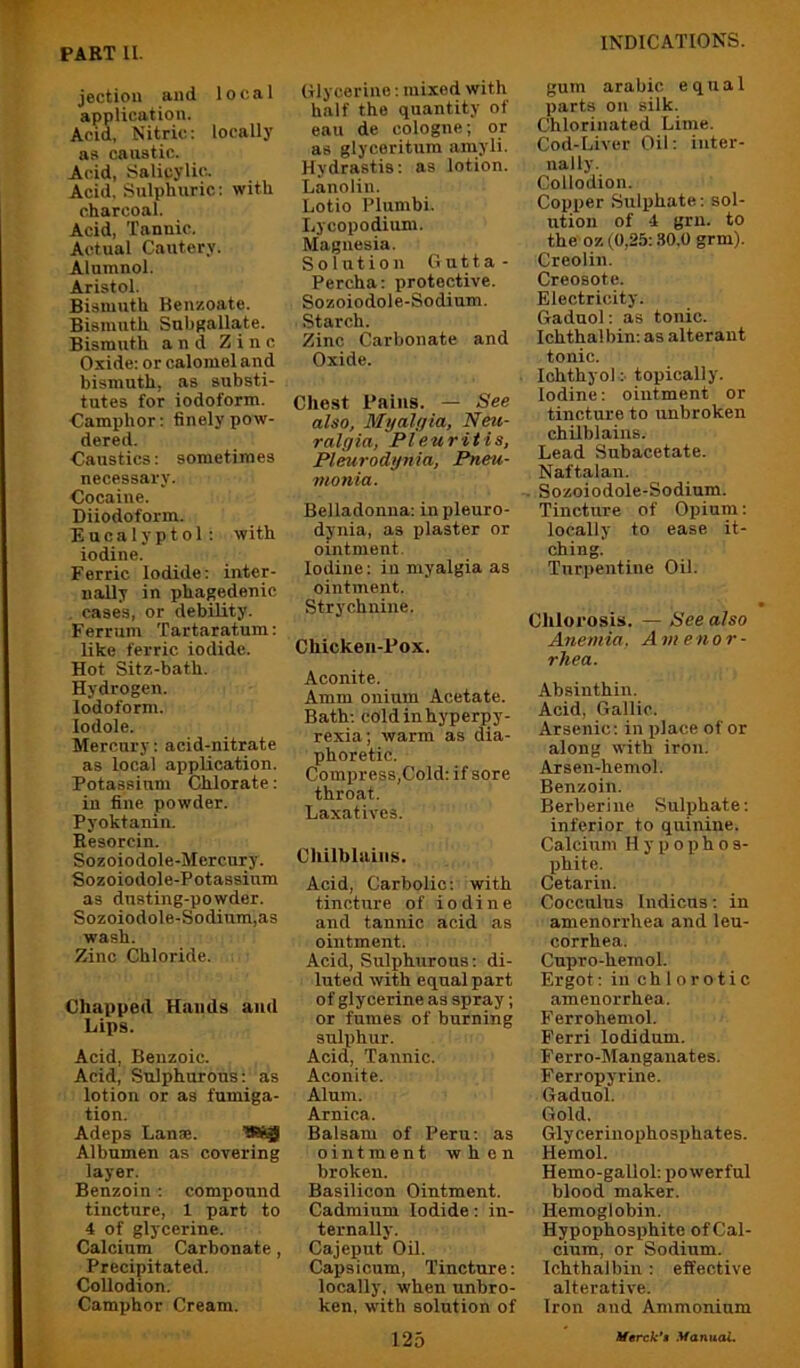 PART II.
INDICATIONS.
jection and local
application.
Acid, Nitric: locally
as caustic.
Acid, Salicylic.
Acid, Sulphuric: with
charcoal.
Acid, Tannic.
Actual Cautery.
Alumnol.
Aristol.
Bismuth Benzoate.
Bismuth Subgallate.
Bismuth and Zinc
Oxide: or calomel and
bismuth, as substi-
tutes for iodoform.
Camphor: finely pow-
dered.
Caustics: sometimes
necessary.
Cocaine.
Diiodoform.
Eucalyptol: with
iodine.
Ferric Iodide: inter-
nally in phagedenic
cases, or debility.
Ferrum Tartaratum:
like ferric iodide.
Hot Sitz-bath.
Hydrogen.
Iodoform.
Iodole.
Mercury: acid-nitrate
as local application.
Potassium Chlorate:
in fine powder.
Pyoktanin.
Resorcin.
Sozoiodole-Mercury.
Sozoiodole-Potassium
as dusting-powder.
Sozoiodole-Sodium,as
wash.
Zinc Chloride.
Chapped Hands and
Lips.
Acid, Benzoic.
Acid, Sulphurous: as
lotion or as fumiga-
tion.
Adeps Lanæ.
Albumen as covering
layer.
Benzoin: compound
tincture, 1 part to
4 of glycerine.
Calcium Carbonate,
Precipitated.
Collodion.
Camphor Cream.
Glycerine: mixed with
half the quantity of
eau de cologne; or
as glyceritum amyli.
Hydrastis: as lotion.
Lanolin.
Lotio Plumbi.
Lycopodium.
Magnesia.
Solution Gutta-
Percha: protective.
Sozoiodole-Sodium.
Starch.
Zinc Carbonate and
Oxide.
Chest Pains. — See
also, Myalgia, Neu-
ralgia, Pleuritis,
Pleurodynia, Pneu-
monia.
Belladonna: in pleuro-
dynia, as plaster or
ointment.
Iodine: in myalgia as
ointment.
Strychnine.
Chicken-Pox.
Aconite.
Amm onium Acetate.
Bath: cold in hyperpy-
rexia; warm as dia-
phoretic.
Compress,Cold: if sore
throat.
Laxatives.
Chilblains.
Acid, Carbolic: with
tincture of iodine
and tannic acid as
ointment.
Acid, Sulphurous: di-
luted with equal part
of glycerine as spray;
or fumes of burning
sulphur.
Acid, Tannic.
Aconite.
Alum.
Arnica.
Balsam of Peru: as
ointment when
broken.
Basilicon Ointment.
Cadmium Iodide: in-
ternally.
Cajeput Oil.
Capsicum, Tincture:
locally, when unbro-
ken, with solution of
gum arabic equal
parts on silk.
Chlorinated Lime.
Cod-Liver Oil: inter-
nally.
Collodion.
Copper Sulphate: sol-
ution of 4 grn. to
the oz (0,25:30,0 grm).
Creolin.
Creosote.
Electricity.
Gaduol: as tonic.
Ichthalbin: as alterant
tonic.
Ichthyol: topically.
Iodine: ointment or
tincture to unbroken
chilblains.
Lead Subacetate.
Naftalan.
Sozoiodole-Sodium.
Tincture of Opium:
locally to ease it-
ching.
Turpentine Oil.
Chlorosis. — See also
Anemia, Amenor-
rhea.
Absinthin.
Acid, Gallic.
Arsenic: in place of or
along with iron.
Arsen-hemol.
Benzoin.
Berberine Sulphate:
inferior to quinine.
Calcium Hypophos-
phite.
Cetarin.
Cocculus Indicus: in
amenorrhea and leu-
corrhea.
Cupro-hemol.
Ergot: in chlorotic
amenorrhea.
Ferrohemol.
Ferri Iodidum.
Ferro-Manganates.
Ferropyrine.
Gaduol.
Gold.
Glycerinophosphates.
Hemol.
Hemo-gallol: powerful
blood maker.
Hemoglobin.
Hypophosphite of Cal-
cium, or Sodium.
Ichthalbin: effective
alterative.
Iron and Ammonium
125
Merck's Manual.